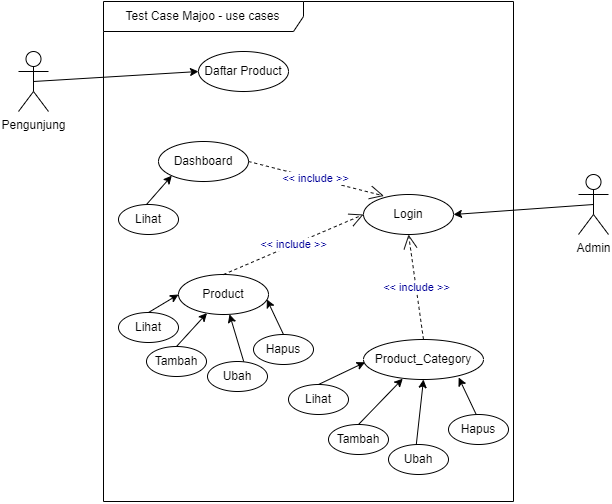 Test Case Majoo - use cases
Pengunjung
Daftar Product
Dashboard
<< include >>
Lihat
Login
Admin
<< include >>
Product
Lihat
Tambah
Ubah
Hapus
<< include >>
Product_Category
Lihat
Tambah
Ubah
Hapus